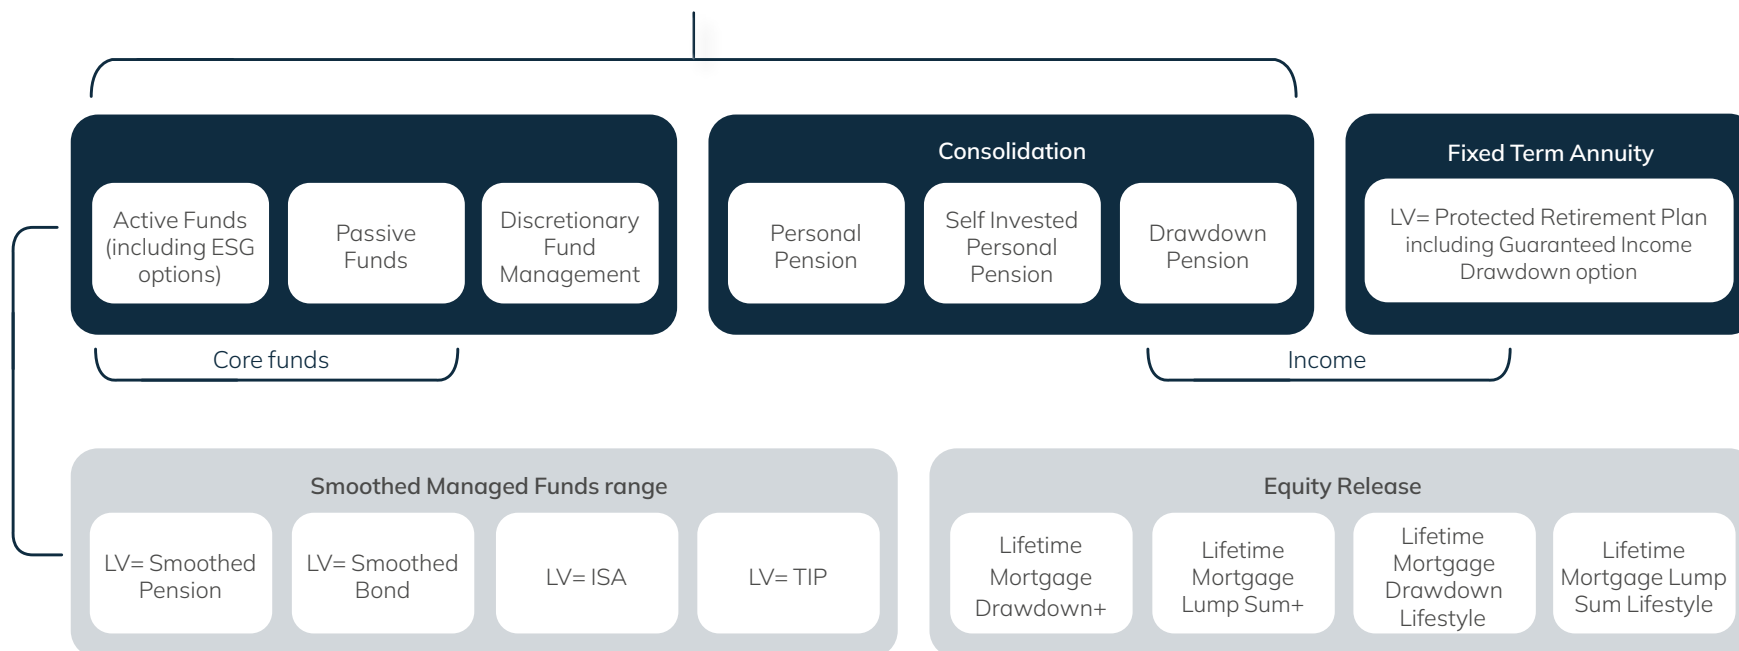 Consolidation
Fixed Term Annuity
Active Funds
(including ESG
options)
Passive
Funds
Discretionary
Fund
Management
Personal
Pension
Self Invested
Personal
Pension
Drawdown
Pension
LV= Protected Retirement Plan
including Guaranteed Income
Drawdown option
Core funds
Income
Smoothed Managed Funds range
Equity Release
LV= Smoothed
Pension
LV= Smoothed
Bond
LV= ISA
LV= TIP
Lifetime
Mortgage
Drawdown+
Lifetime
Mortgage
Lump Sum+
Lifetime
Mortgage
Drawdown
Lifestyle
Lifetime
Mortgage Lump
Sum Lifestyle